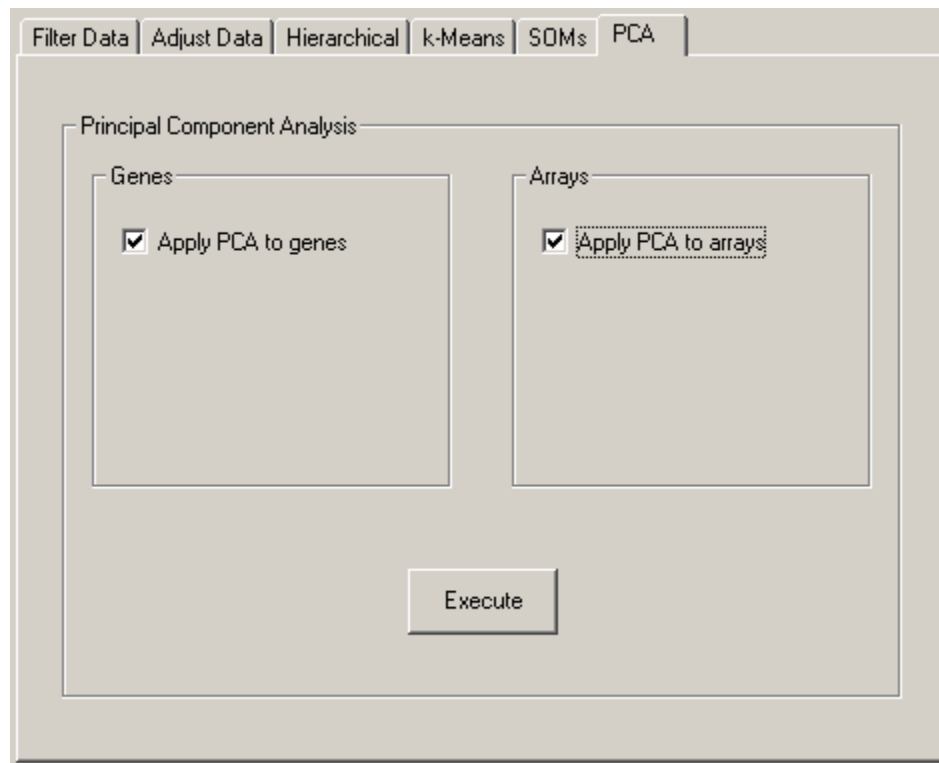 Filter Data Adjust Data Hierarchical k-Means SOMs PCA
Principal Component Analysis
Genes Arrays
Apply PCA to genes Apply PCA to arrays
Execute